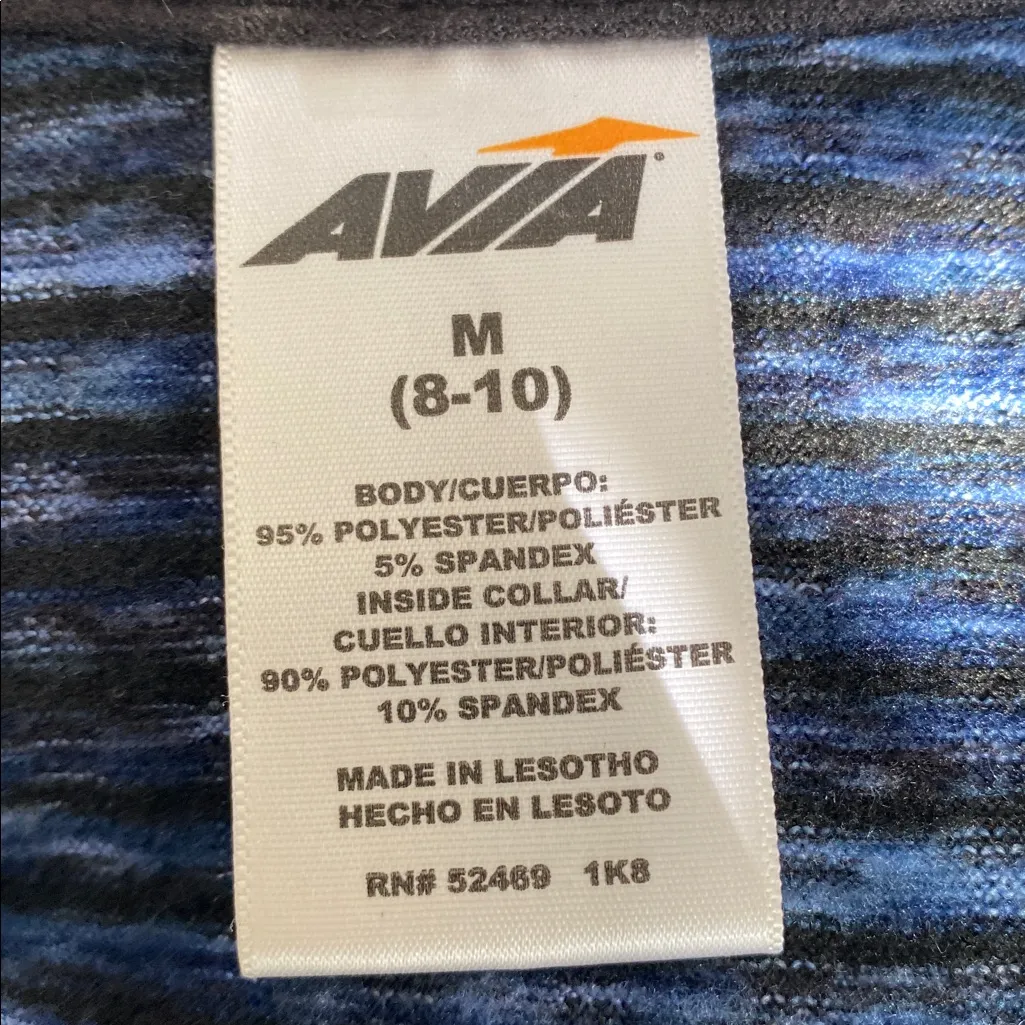 AVIA®
M
(8-10)
BODY/CUERPO:
95% POLYESTER/POLIÉSTER
5% SPANDEX
INSIDE COLLAR/
CUELLO INTERIOR:
90% POLYESTER/POLIÉSTER
10% SPANDEX
MADE IN LESOTHO
HECHO EN LESOTO
RN# 52469 1K8